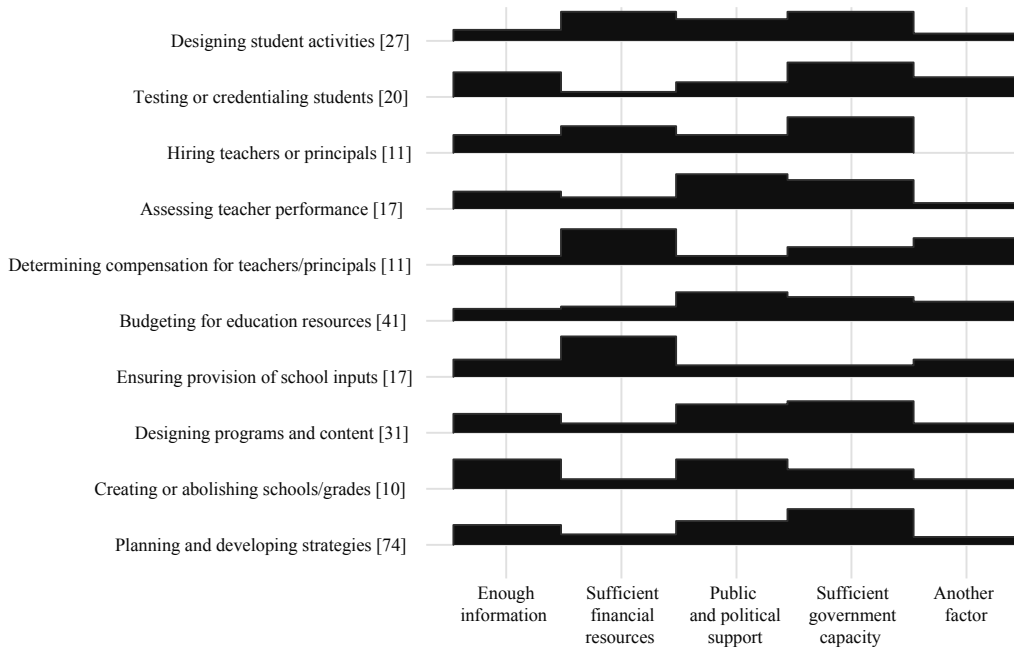 Designing student activities [27]
Testing or credentialing students [20]
Hiring teachers or principals [11]
Assessing teacher performance [17]
Determining compensation for teachers/principals [11]
Budgeting for education resources [41]
Ensuring provision of school inputs [17]
Designing programs and content [31]
Creating or abolishing schools/grades [10]
Planning and developing strategies [74]
Enough
information
Sufficient
financial
resources
Public
and political
support
Sufficient
government
capacity
Another
factor